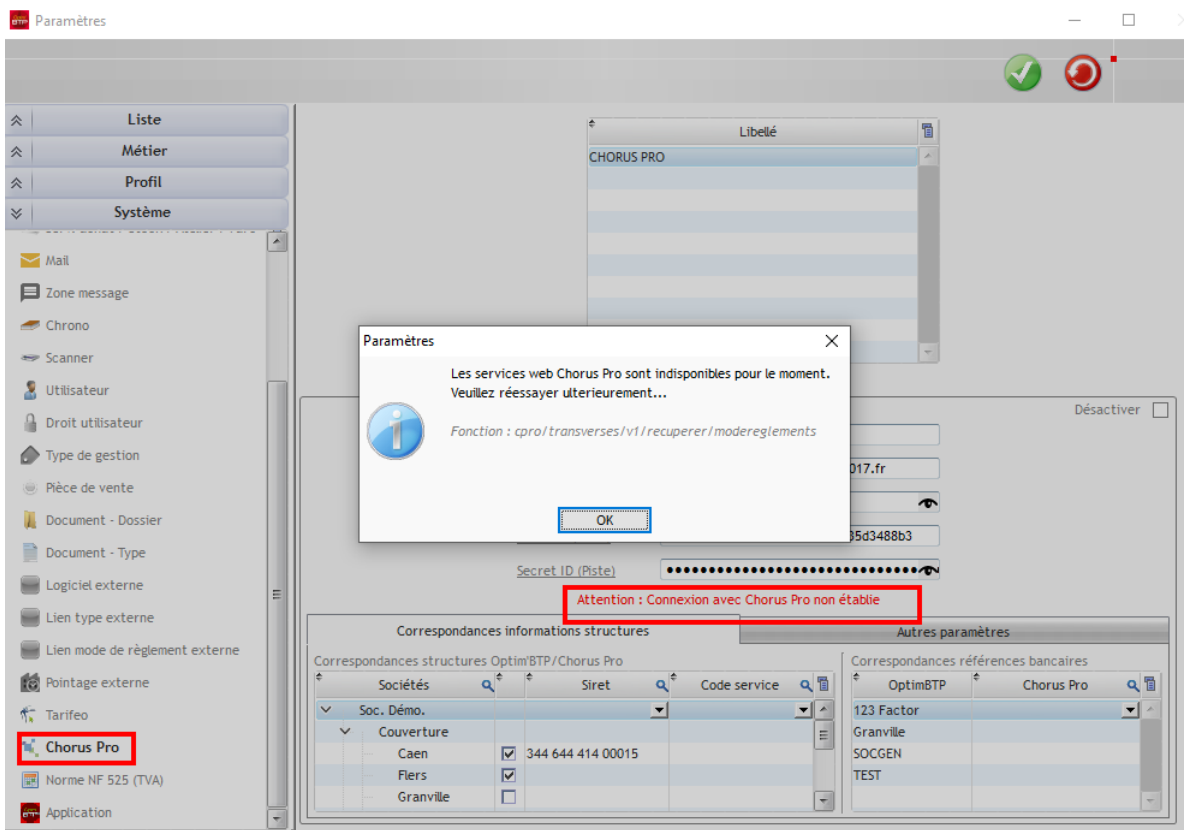 Paramètres
Liste
Métier
Profil
Système
Mail
Zone message
Chrono
Scanner
Utilisateur
Droit utilisateur
Type de gestion
Pièce de vente
Document - Dossier
Document - Type
Logiciel externe
Lien type externe
Lien mode de règlement externe
Pointage externe
Tarifeo
Chorus Pro
Norme NF 525 (TVA)
Application
Libellé
CHORUS PRO
Paramètres
Les services web Chorus Pro sont indisponibles pour le moment.
Veuillez réessayer ulterieurement...
Fonction : cpro/transverses/v1/recuperer/modereglements
OK
Désactiver
017.fr
35d3488b3
Secret ID (Piste)
Attention : Connexion avec Chorus Pro non établie
Correspondances informations structures
Autres paramètres
Correspondances structures Optim'BTP/Chorus Pro
Sociétés Siret Code service
Soc. Démo.
Couverture
Caen 344 644 414 00015
Flers
Granville
Correspondances références bancaires
OptimBTP Chorus Pro
123 Factor
Granville
SOCGEN
TEST